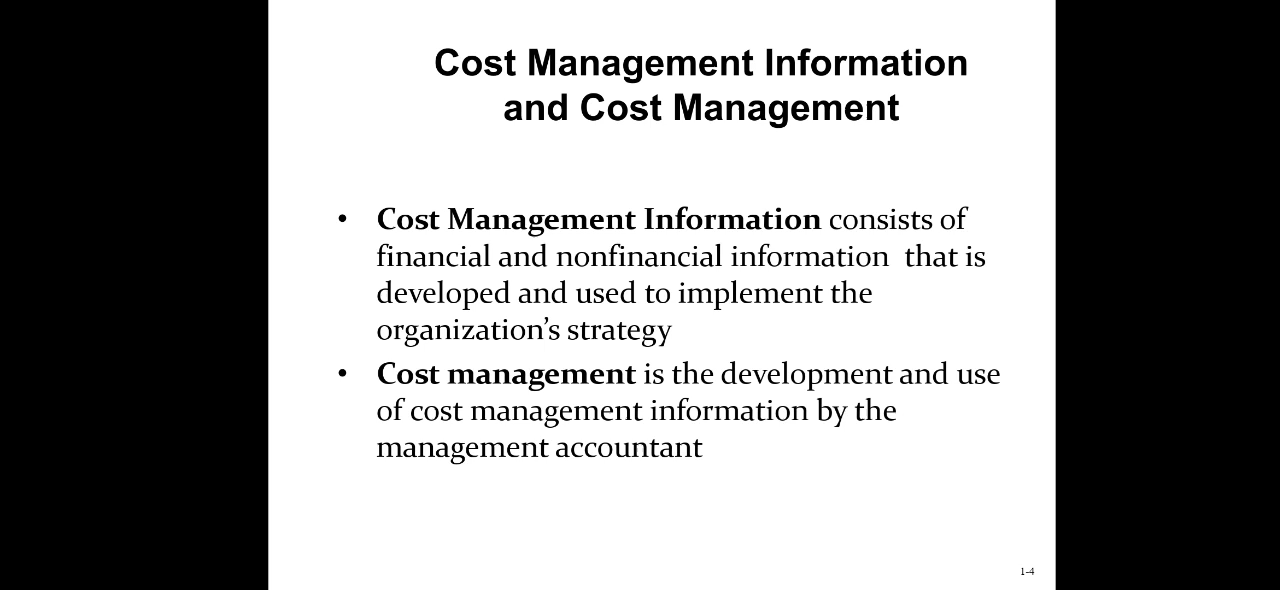 Cost Management Information
and Cost Management
• Cost Management Information consists of
financial and nonfinancial information  that is
developed and used to implement the
organization’s strategy
• Cost management is the development and use
of cost management information by the
management accountant
1-4